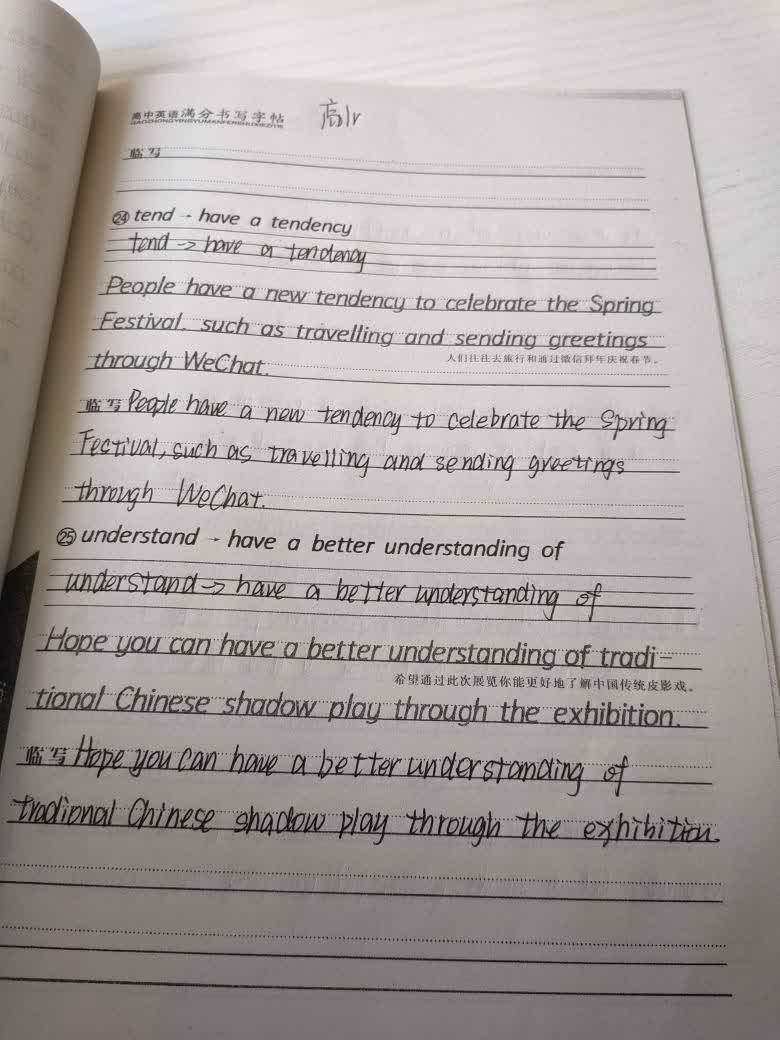 高中英语满分书写字帖
GAOZHONGYINGYUMANFENSHUXIEZITIE
临写
㉔ tend → have a tendency
tend → have a tendency
People have a new tendency to celebrate the Spring
Festival, such as travelling and sending greetings
人们往往去旅行和通过微信拜年庆祝春节。
through WeChat.
临写 People have a new tendency to celebrate the Spring
Festival, such as travelling and sending greetings
through WeChat.
㉕ understand → have a better understanding of
understand → have a better understanding of
Hope you can have a better understanding of tradi-
希望通过此次展览你能更好地了解中国传统皮影戏。
tional Chinese shadow play through the exhibition.
临写 Hope you can have a better understanding of
tradional Chinese shadow play through the exhibition.